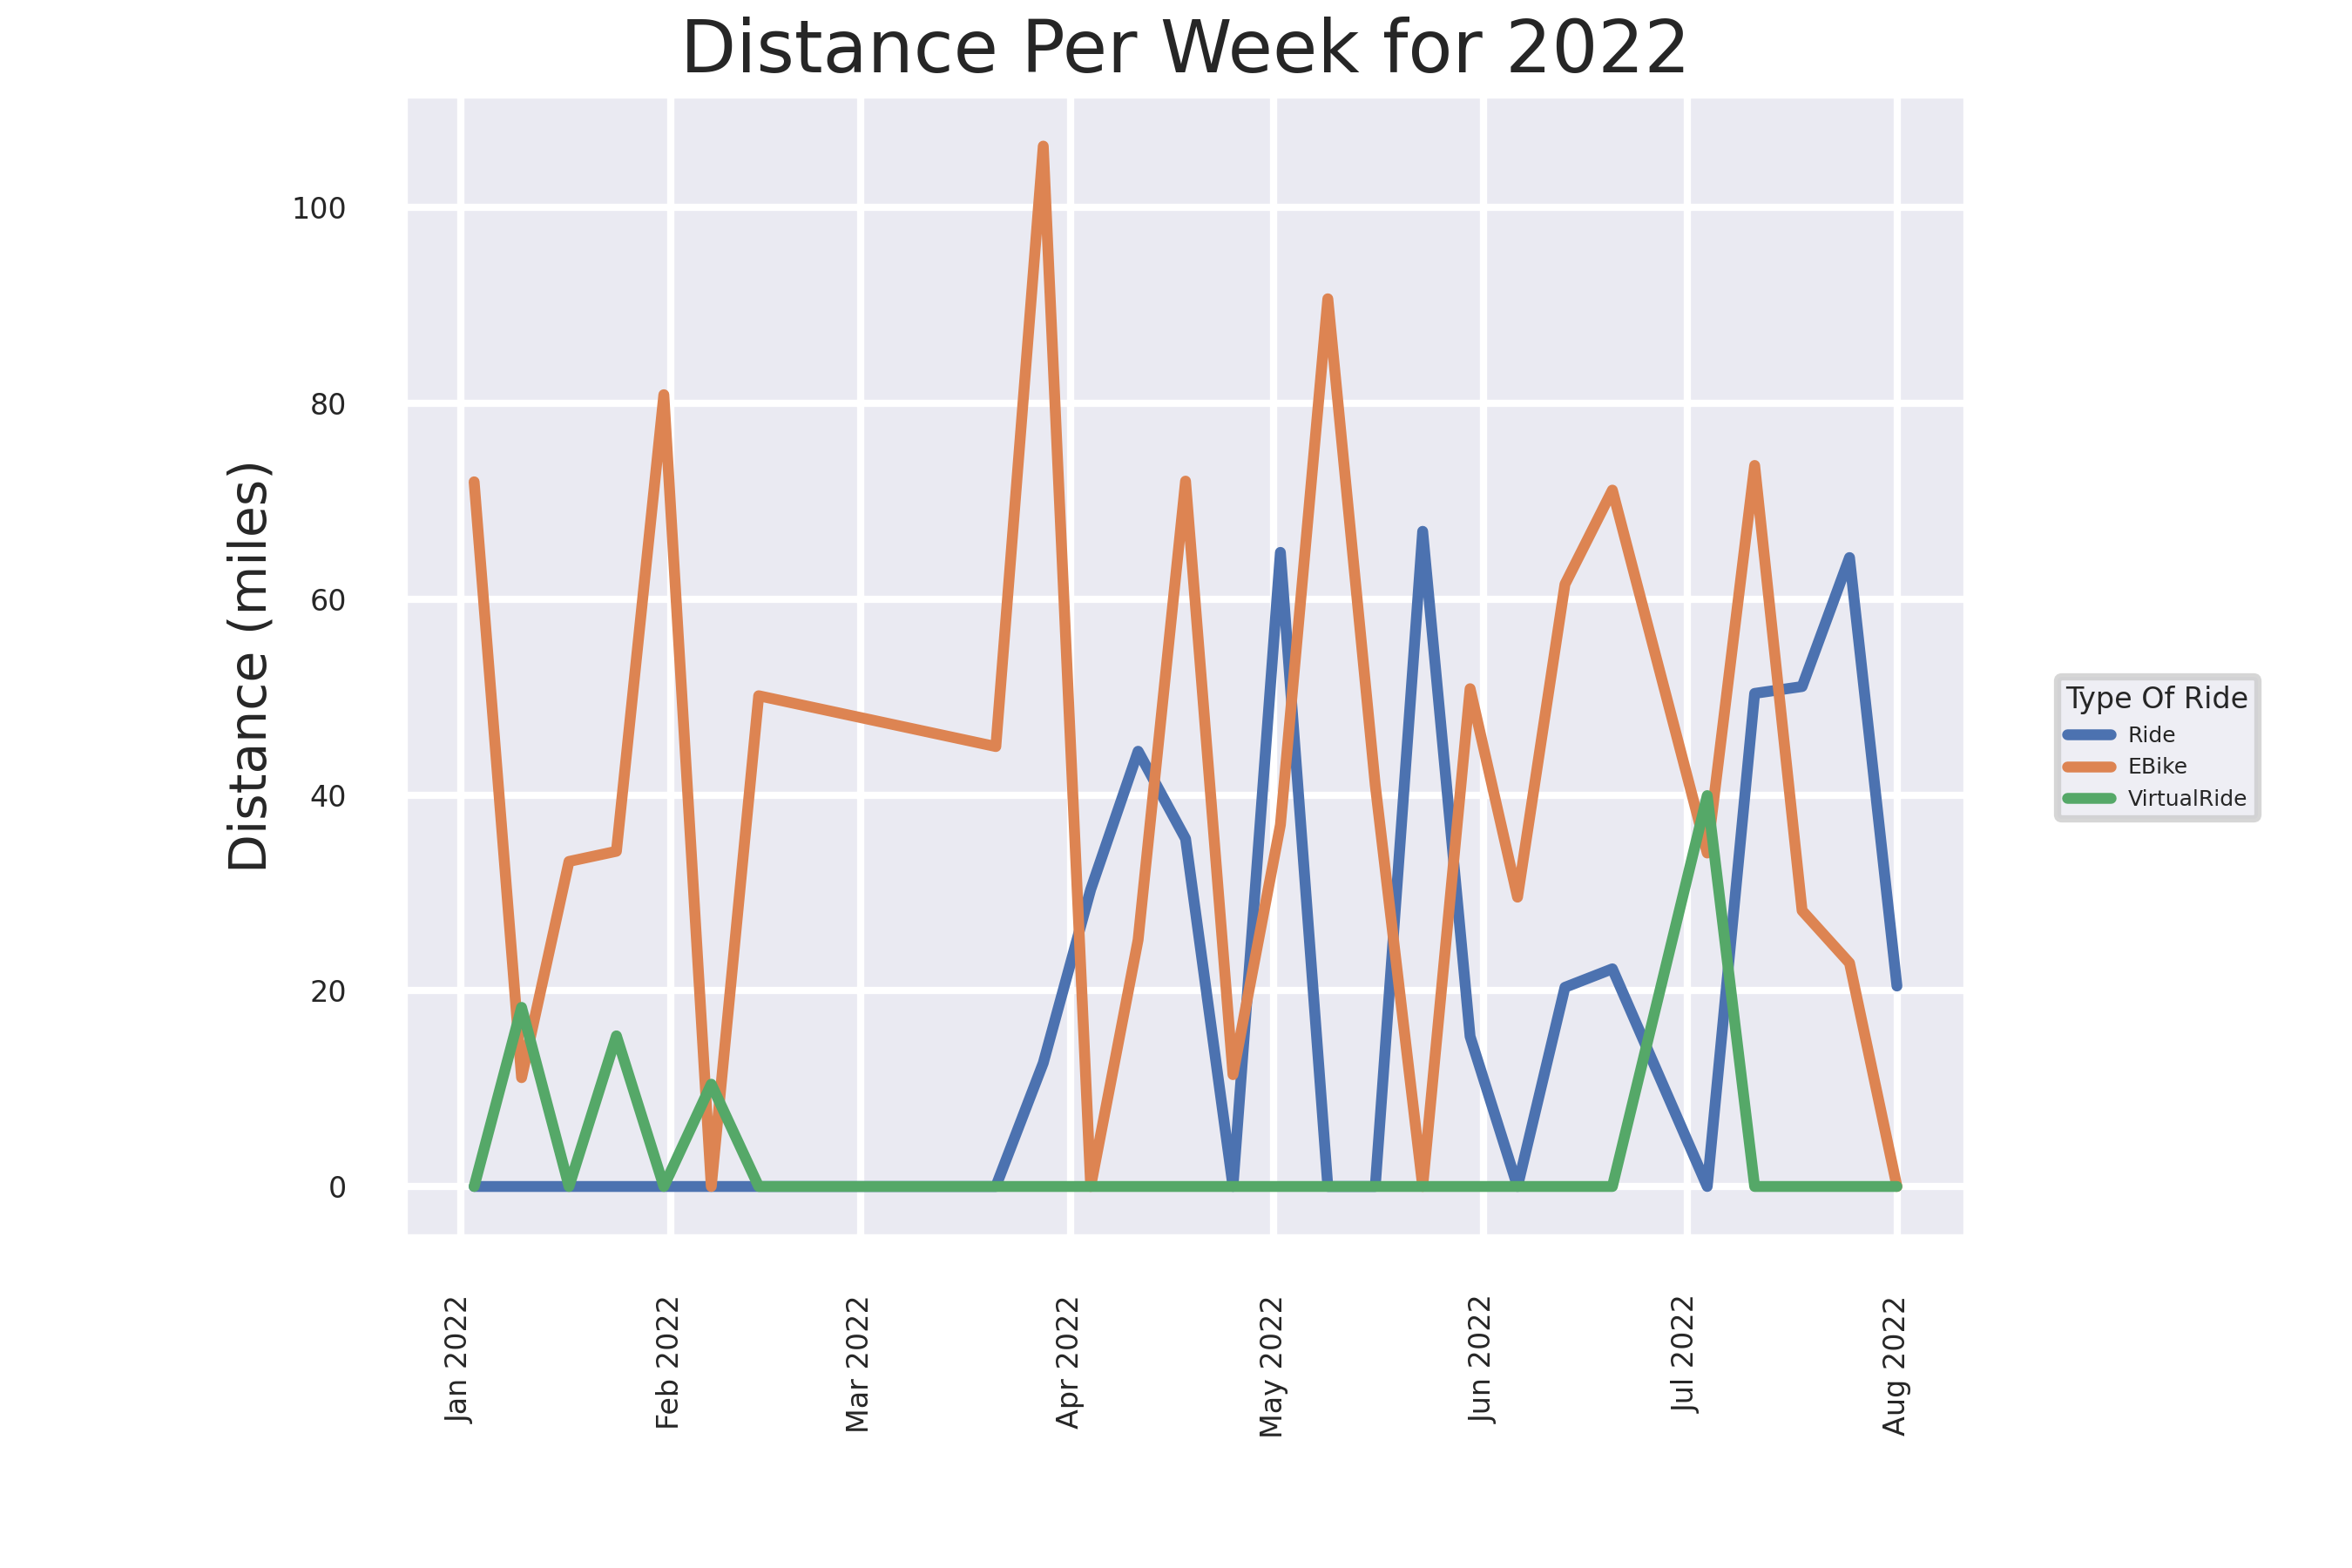 Distance Per Week for 2022
Distance (miles)
100
80
60
40
20
0
Jan 2022
Feb 2022
Mar 2022
Apr 2022
May 2022
Jun 2022
Jul 2022
Aug 2022
Type Of Ride
Ride
EBike
VirtualRide